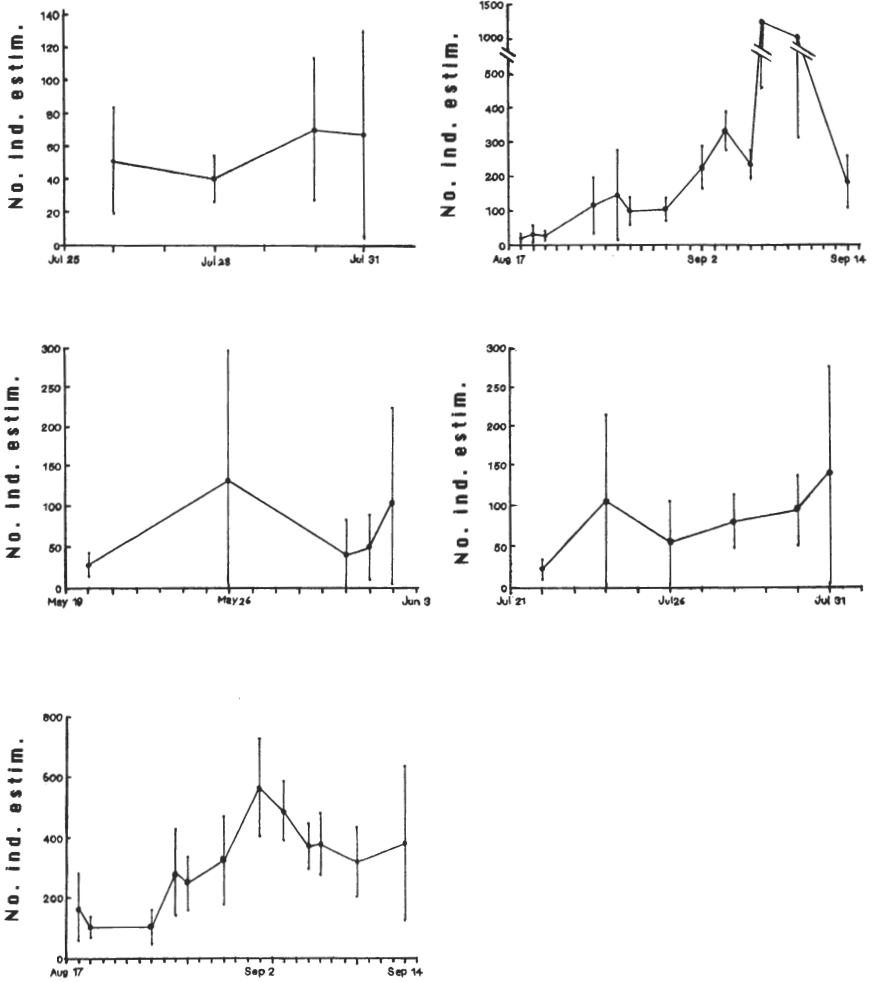 No. ind. estim.
140
120
100
80
60
40
20
0
Jul 25
Jul 28
Jul 31
No. ind. estim.
1500
1000
500
400
300
200
100
0
Aug 17
Sep 2
Sep 14
No. ind. estim.
300
250
200
150
100
50
0
May 19
May 26
Jun 3
No. ind. estim.
300
250
200
150
100
50
0
Jul 21
Jul 26
Jul 31
No. ind. estim.
800
600
400
200
0
Aug 17
Sep 2
Sep 14